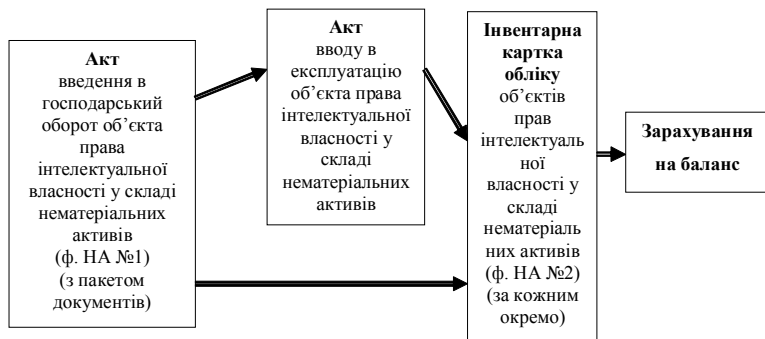 Акт
введення в
господарський
оборот об’єкта
права
інтелектуальної
власності у складі
нематеріальних
активів
(ф. НА №1)
(з пакетом
документів)
Акт
вводу в
експлуатацію
об’єкта права
інтелектуальної
власності у
складі
нематеріальних
активів
Інвентарна
картка
обліку
об’єктів
прав
інтелектуаль
ної
власності у
складі
нематеріаль
них активів
(ф. НА №2)
(за кожним
окремо)
Зарахування
на баланс